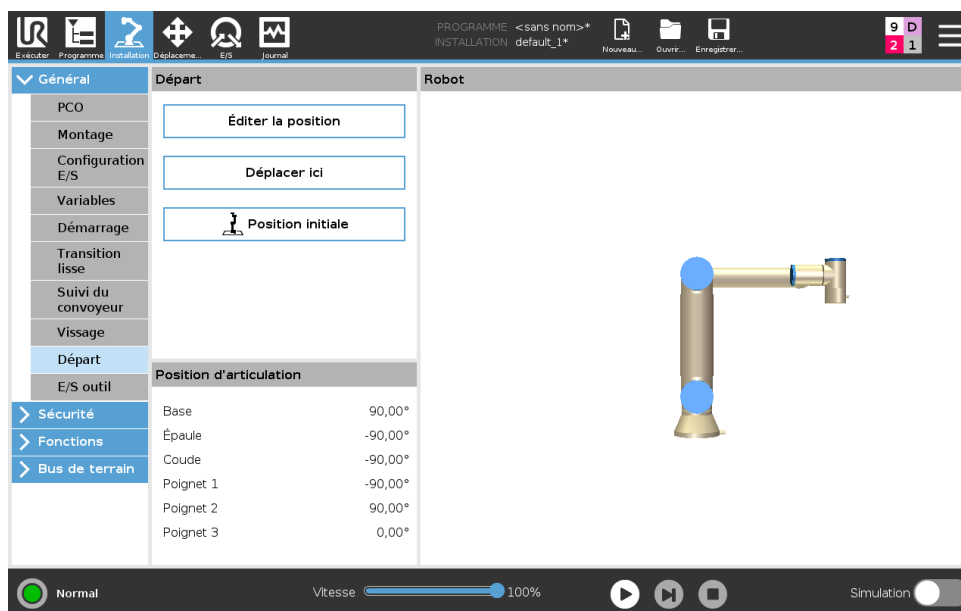 UR
PROGRAMME <sans nom>*
INSTALLATION default_1*
Exécuter Programme Installation Déplaceme... E/S Journal Nouveau... Ouvrir... Enregistrer...
9 D
2 1
Général
PCO
Montage
Configuration
E/S
Variables
Démarrage
Transition
lisse
Suivi du
convoyeur
Vissage
Départ
E/S outil
Sécurité
Fonctions
Bus de terrain
Départ
Éditer la position
Déplacer ici
Position initiale
Position d'articulation
Base 90,00°
Épaule -90,00°
Coude -90,00°
Poignet 1 -90,00°
Poignet 2 90,00°
Poignet 3 0,00°
Robot
Normal Vitesse 100% Simulation